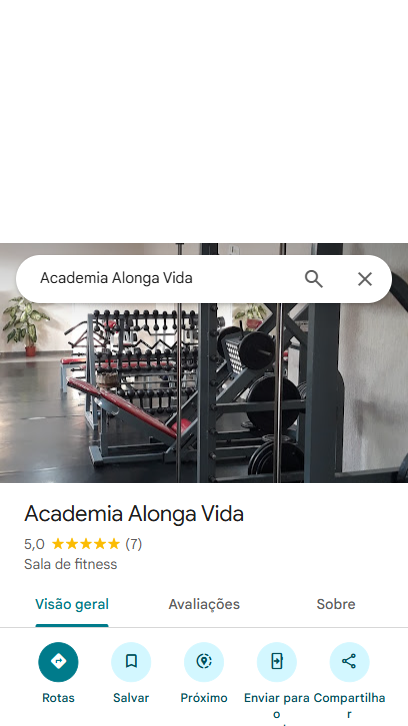 Academia Alonga Vida
Academia Alonga Vida
5,0 (7)
Sala de fitness
Visão geral Avaliações Sobre
Rotas Salvar Próximo Enviar para o Compartilhar